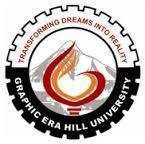 TRANSFORMING DREAMS INTO REALITY
GRAPHIC ERA HILL UNIVERSITY